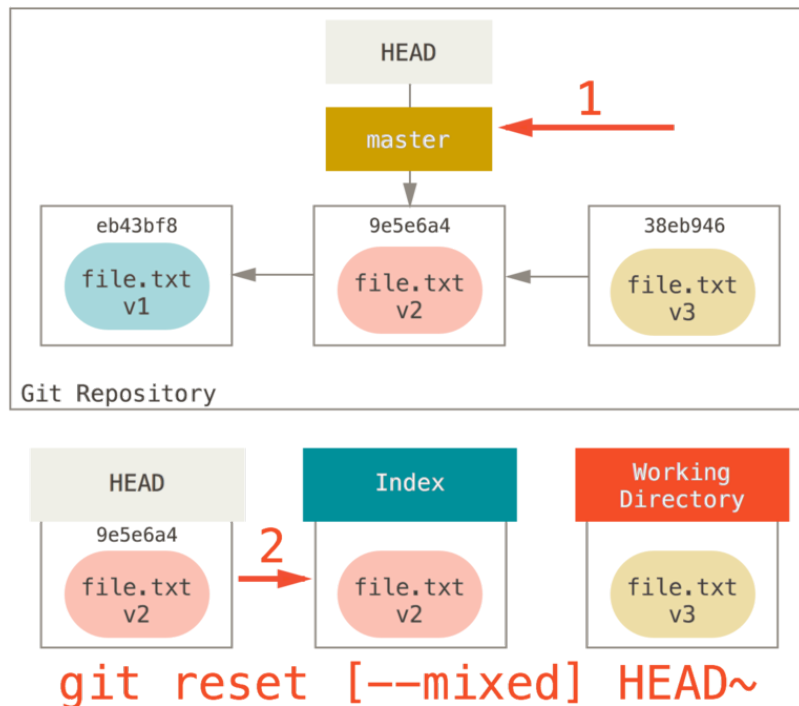 HEAD
1
master
eb43bf8
9e5e6a4
38eb946
file.txt
v1
file.txt
v2
file.txt
v3
Git Repository
HEAD
Index
Working
Directory
9e5e6a4
2
file.txt
v2
file.txt
v2
file.txt
v3
git reset [--mixed] HEAD~